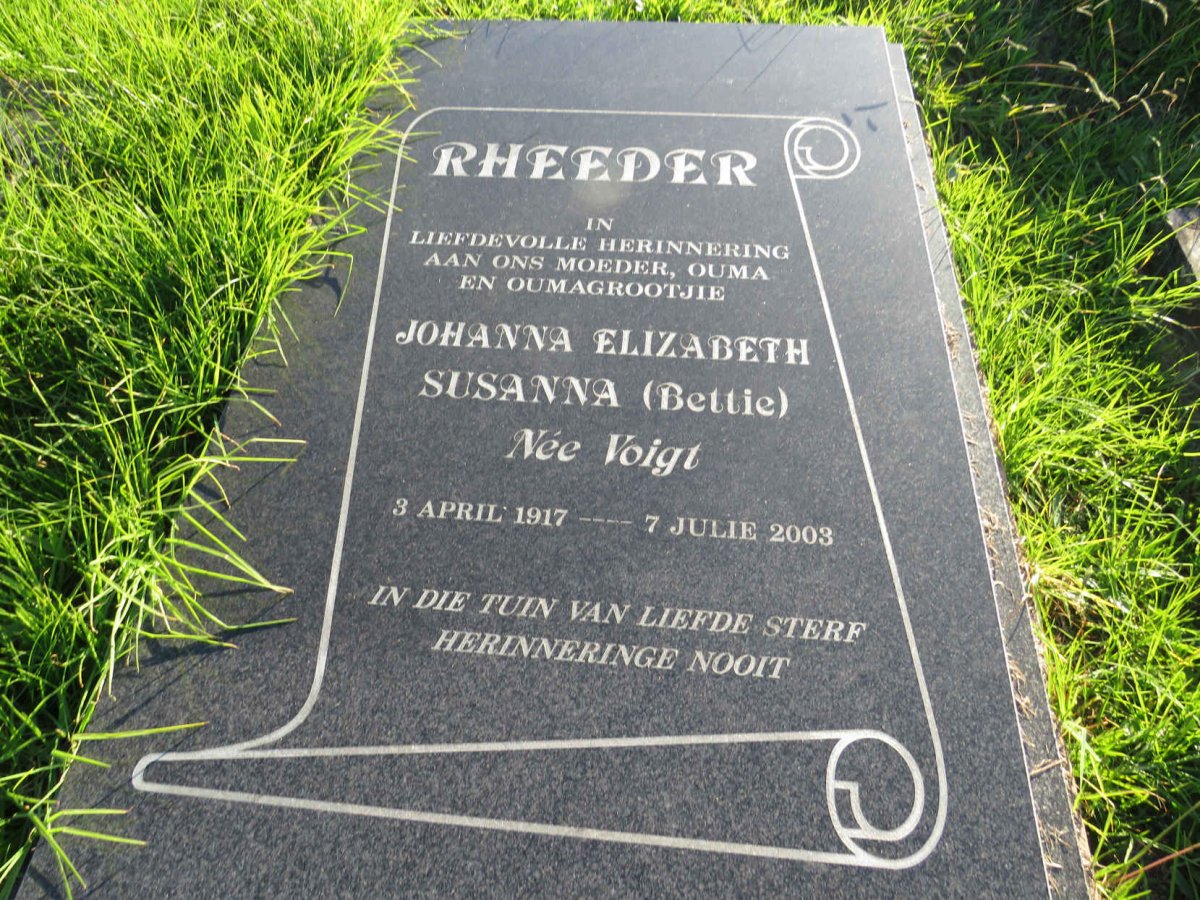 RHEEDER
IN
LIEFDEVOLLE HERINNERING
AAN ONS MOEDER, OUMA
EN OUMAGROOTJIE
JOHANNA ELIZABETH
SUSANNA (Bettie)
Née Voigt
3 APRIL 1917 ---- 7 JULIE 2003
IN DIE TUIN VAN LIEFDE STERF
HERINNERINGE NOOIT